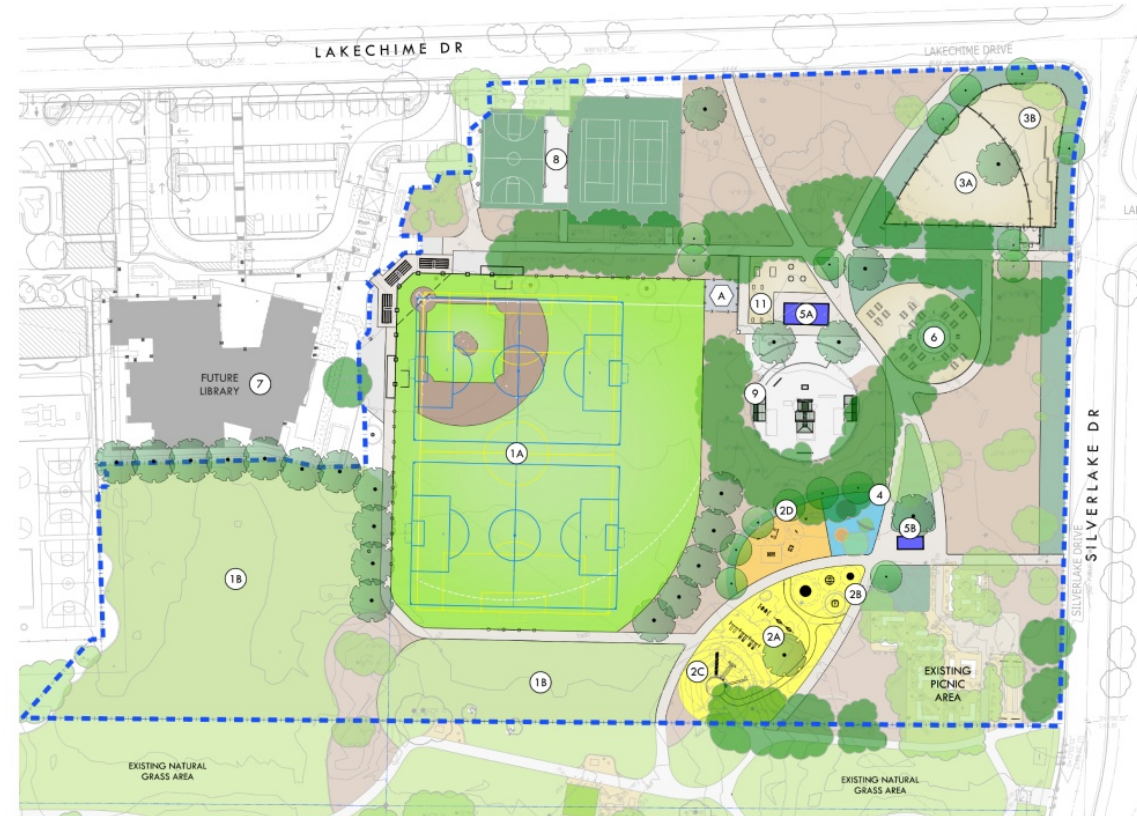 LAKECHIME DR
LAKECHIME DRIVE
3B
8
3A
A
11
5A
6
FUTURE
LIBRARY
7
9
SILVERLAKE DR
1A
4
2D
5B
SILVERLAKE DRIVE
1B
2B
2A
2C
1B
EXISTING
PICNIC
AREA
EXISTING NATURAL
GRASS AREA
EXISTING NATURAL
GRASS AREA